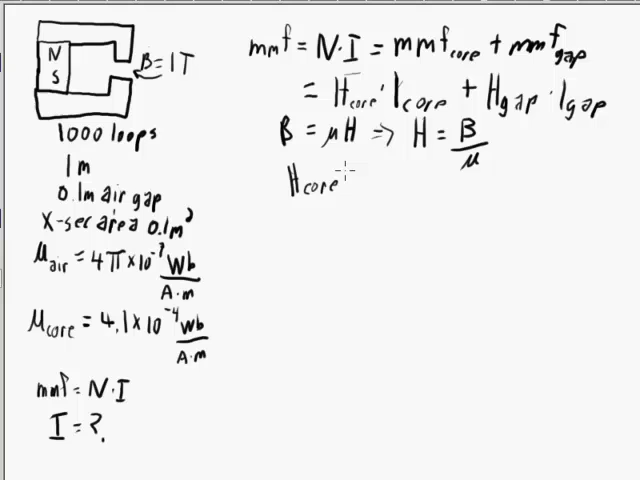 N
S
B = 1T
1000 loops
1m
0.1m air gap
X-sec area 0.1m²
μair = 4π×10⁻⁷ Wb/A·m
μcore = 4.1×10⁻⁴ Wb/A·m
mmf = N·I
I = ?
mmf = N·I = mmfcore + mmfgap
= Hcore · lcore + Hgap · lgap
B = μH => H = B/μ
Hcore